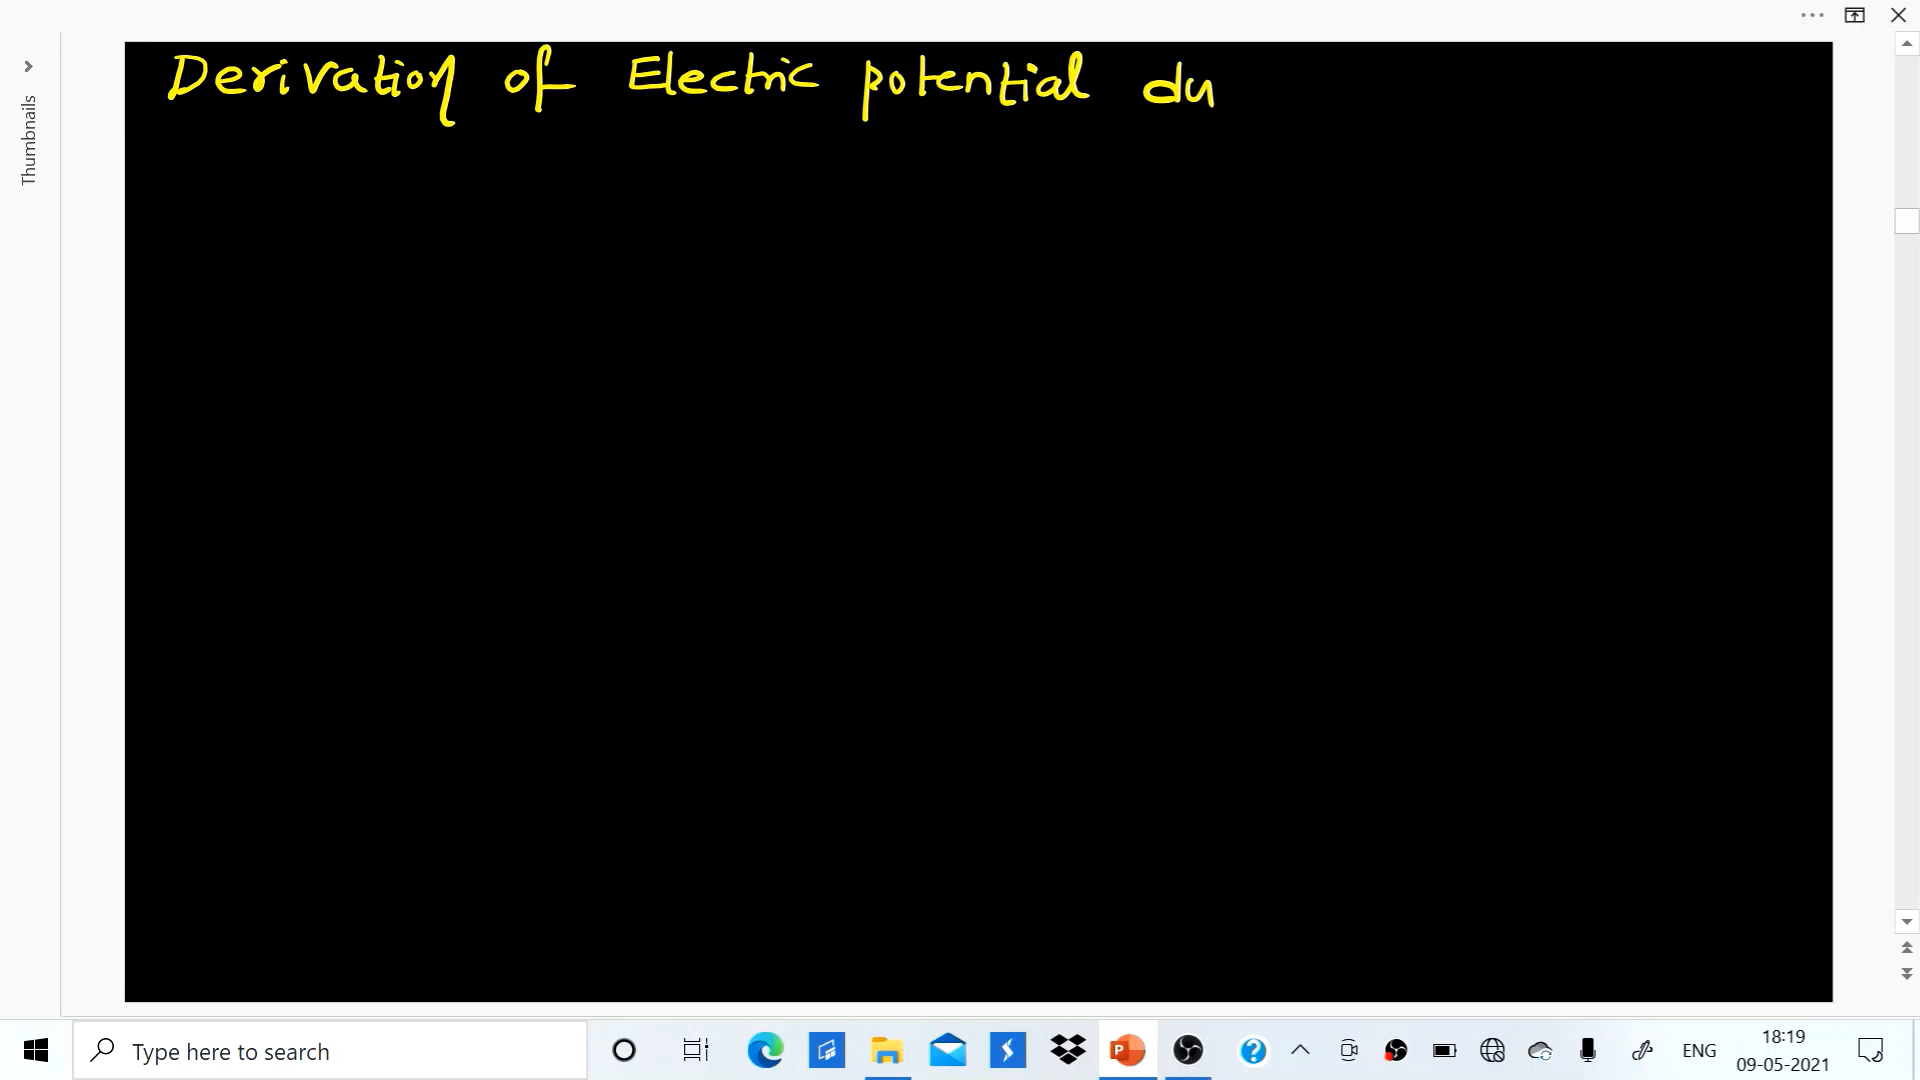 Derivation of Electric potential du
Thumbnails
Type here to search
ENG
18:19
09-05-2021